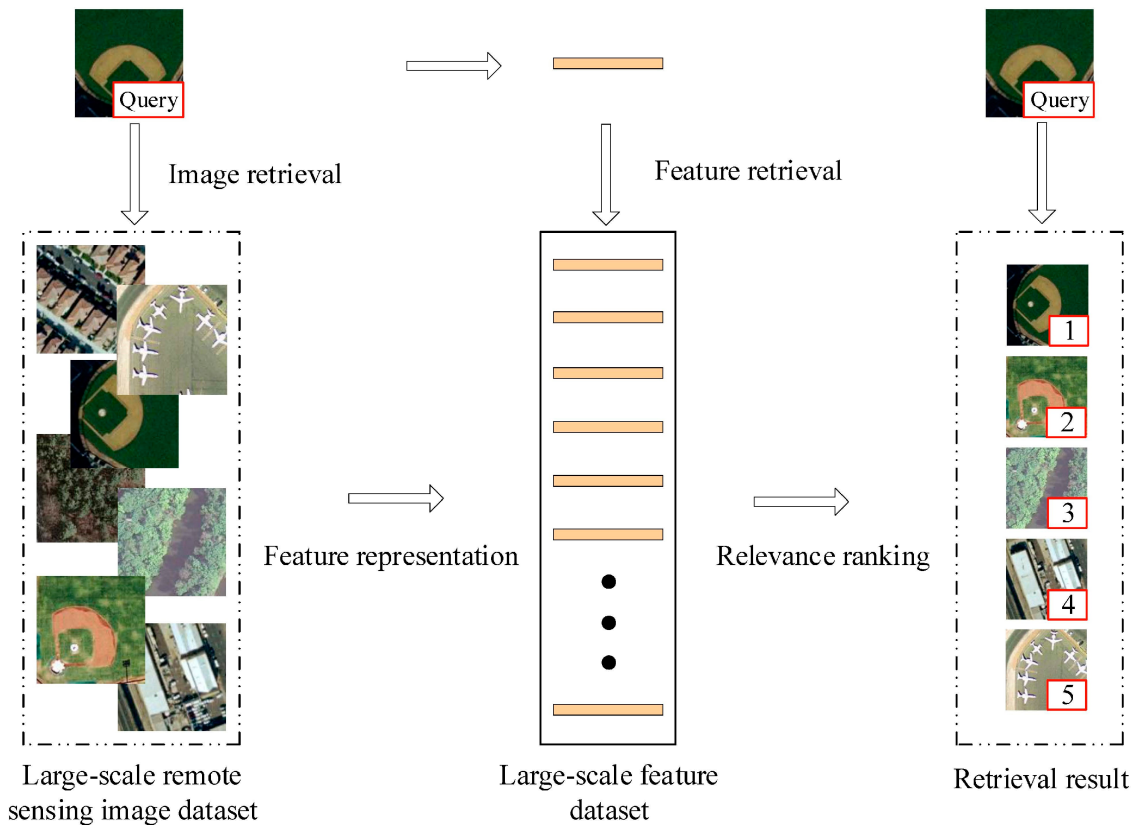 Query
Query
Image retrieval
Feature retrieval
1
2
3
4
5
Feature representation
Relevance ranking
Large-scale remote
sensing image dataset
Large-scale feature
dataset
Retrieval result